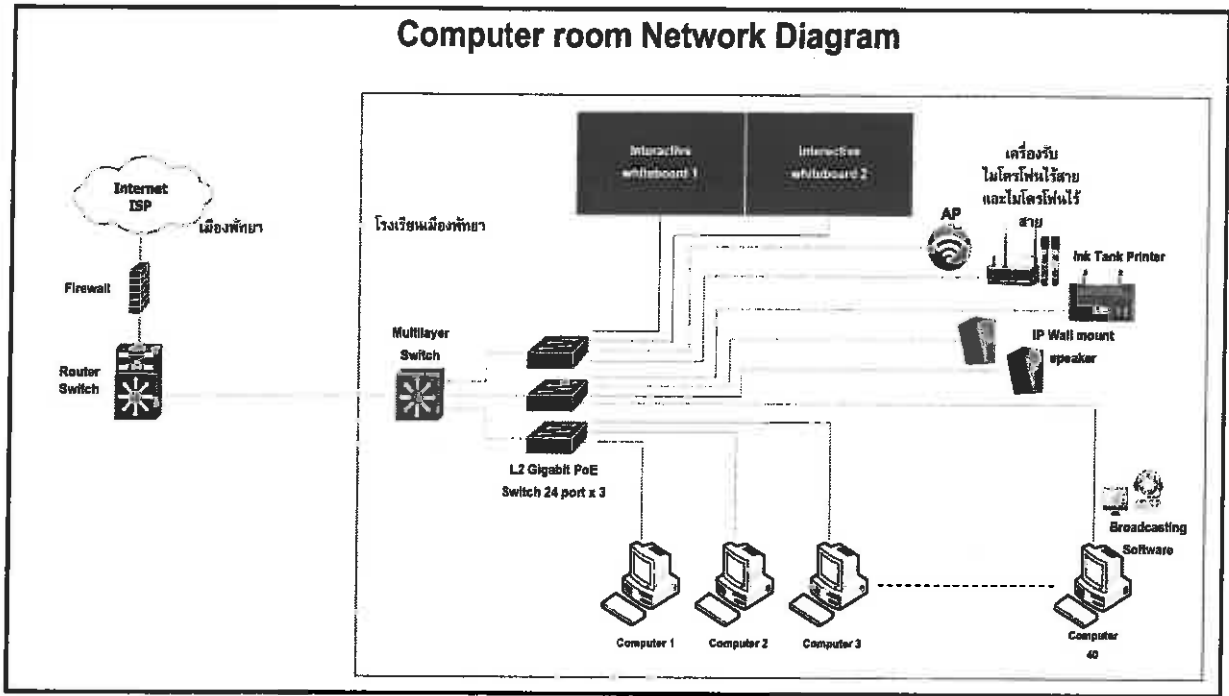 Computer room Network Diagram
Internet
ISP
เมืองพัทยา
Firewall
Router
Switch
โรงเรียนเมืองพัทยา
Multilayer
Switch
L2 Gigabit PoE
Switch 24 port x 3
Interactive
whiteboard 1
Interactive
whiteboard 2
AP
เครื่องรับ
ไมโครโฟนไร้สาย
และไมโครโฟนไร้
สาย
Ink Tank Printer
IP Wall mount
speaker
Broadcasting
Software
Computer 1
Computer 2
Computer 3
Computer
40